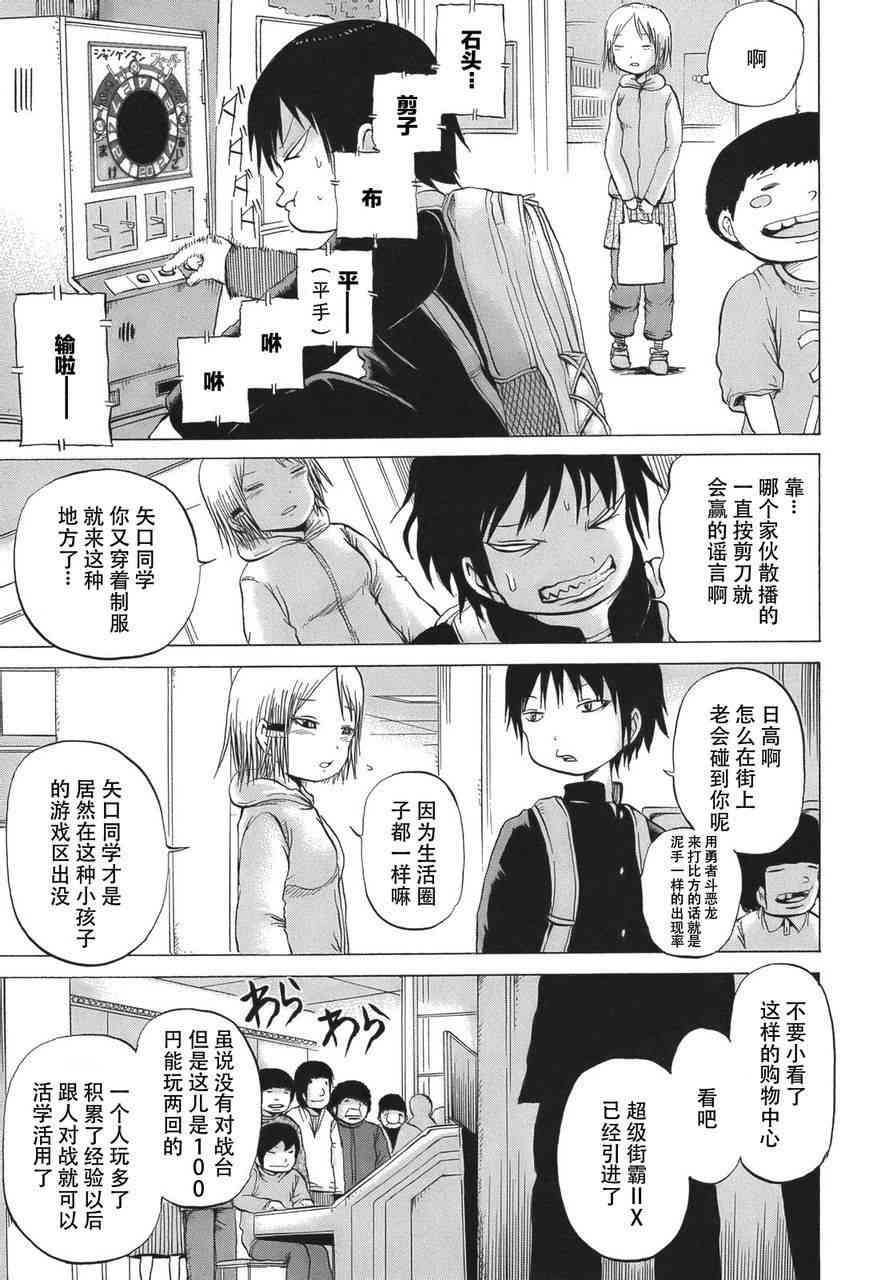 啊
石头…
剪子
布
平——
(平手)
咻
咻
输啦——
ジャンケンマン
靠…
哪个家伙散播的
一直按剪刀就
会赢的谣言啊
矢口同学
你又穿着制服
就来这种
地方了…
日高啊
怎么在街上
老会碰到你呢
用勇者斗恶龙
来打比方的话就是
泥手一样的出现率
因为生活圈
子都一样嘛
矢口同学才是
居然在这种小孩子
的游戏区出没
不要小看了
这样的购物中心
看吧
超级街霸IIX
已经引进了
わら
わら
虽说没有对战台
但是这儿是100
円能玩两回的
一个人玩多了
积累了经验以后
跟人对战就可以
活学活用了